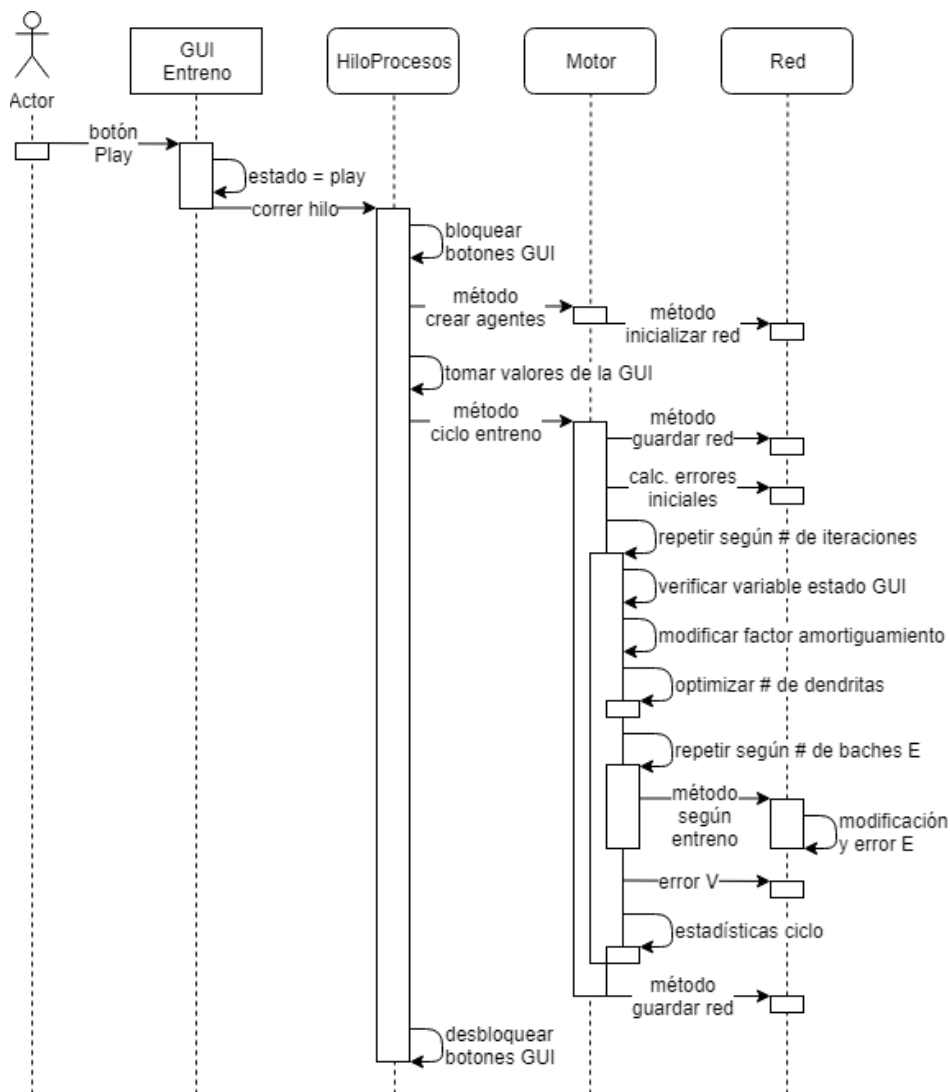 GUI
Entreno
HiloProcesos
Motor
Red
Actor
botón
Play
estado = play
correr hilo
bloquear
botones GUI
método
crear agentes
método
inicializar red
tomar valores de la GUI
método
ciclo entreno
método
guardar red
calc. errores
iniciales
repetir según # de iteraciones
verificar variable estado GUI
modificar factor amortiguamiento
optimizar # de dendritas
repetir según # de baches E
método
según
entreno
modificación
y error E
error V
estadísticas ciclo
método
guardar red
desbloquear
botones GUI